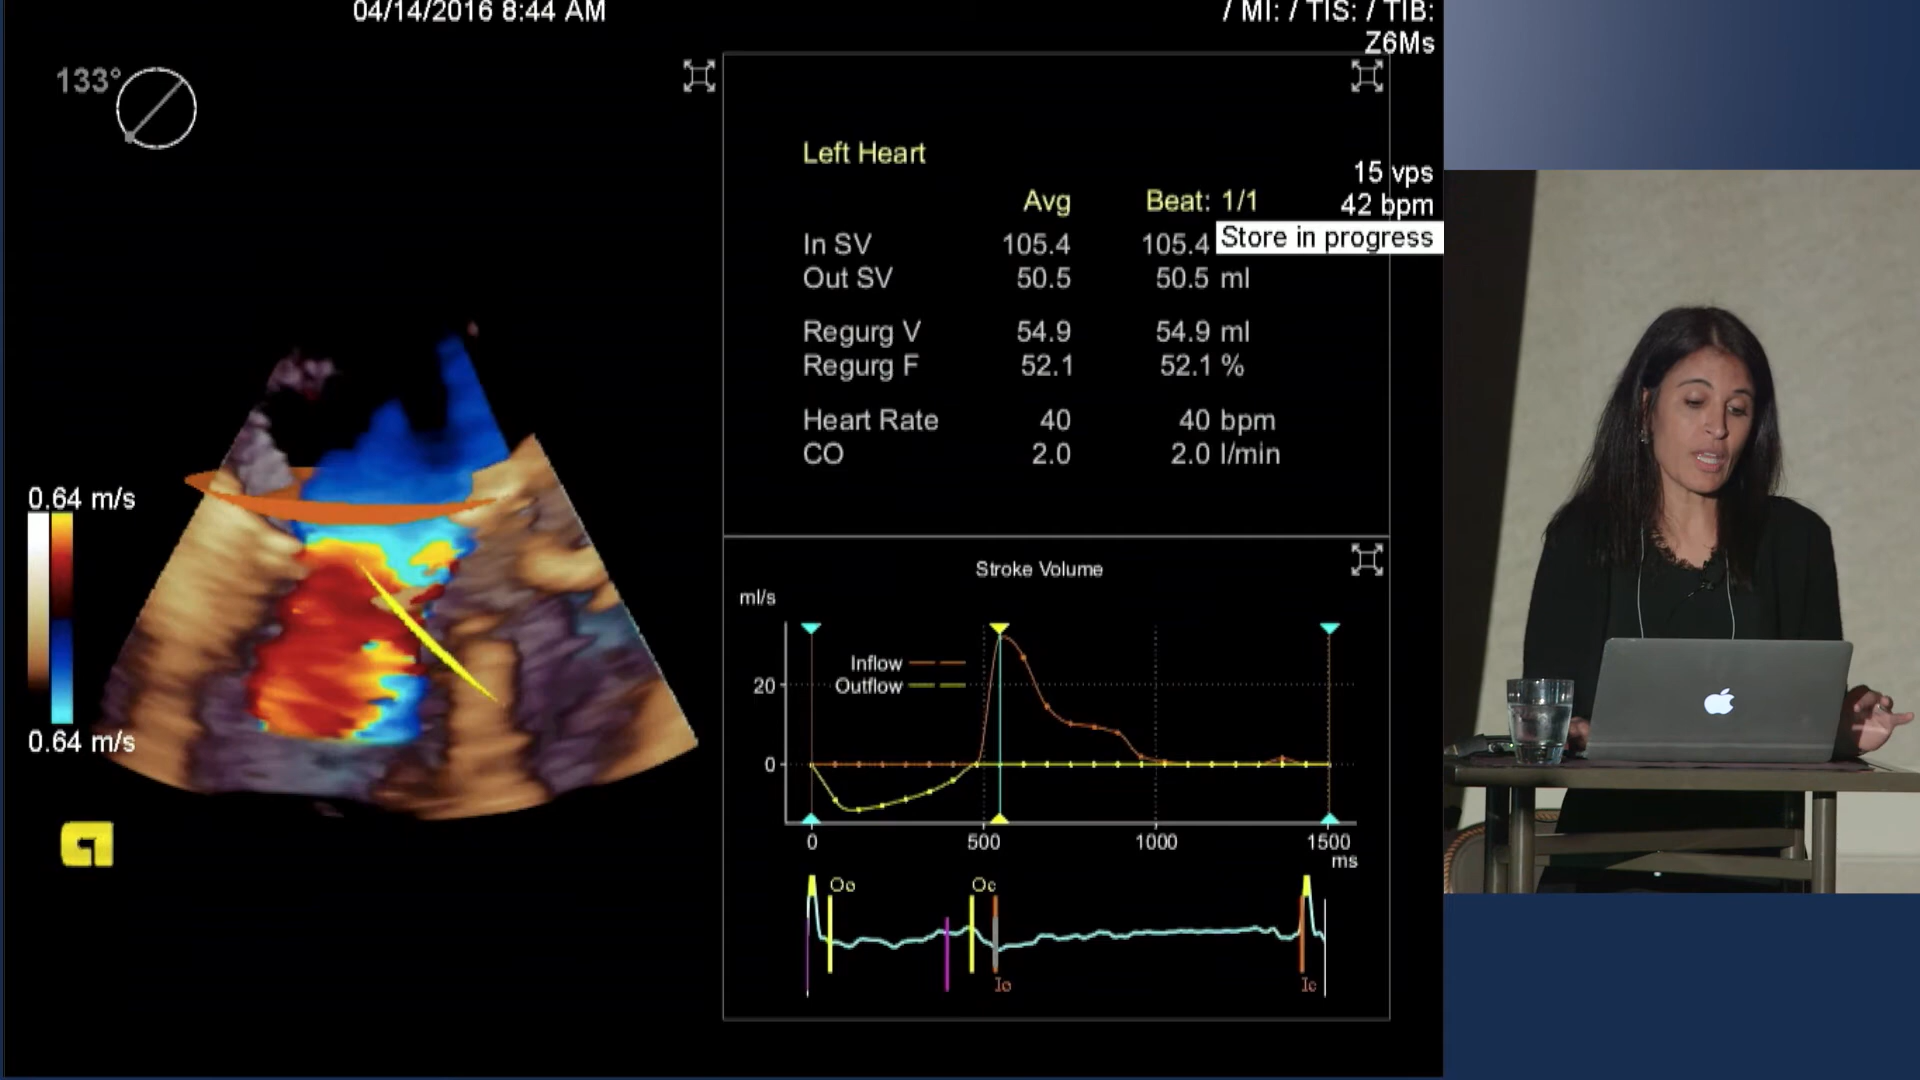 04/14/2016 8:44 AM
/ MI: / TIS: / TIB:
Z6Ms
133°
15 vps
42 bpm
Store in progress
Left Heart
Avg Beat: 1/1
In SV 105.4 105.4
Out SV 50.5 50.5 ml
Regurg V 54.9 54.9 ml
Regurg F 52.1 52.1 %
Heart Rate 40 40 bpm
CO 2.0 2.0 l/min
0.64 m/s
0.64 m/s
Stroke Volume
ml/s
Inflow
Outflow
20
0
0 500 1000 1500
ms
Oo Oc
Io Ic